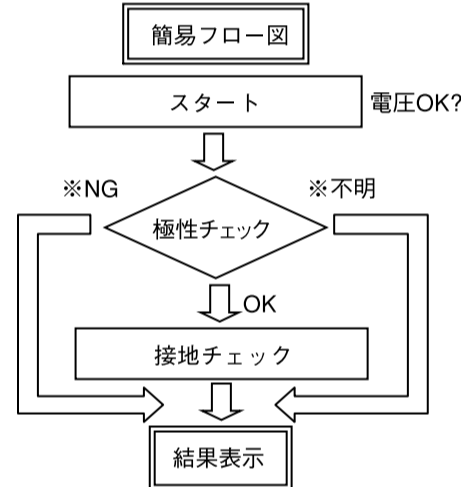 簡易フロー図
スタート
電圧OK?
※NG
※不明
極性チェック
OK
接地チェック
結果表示